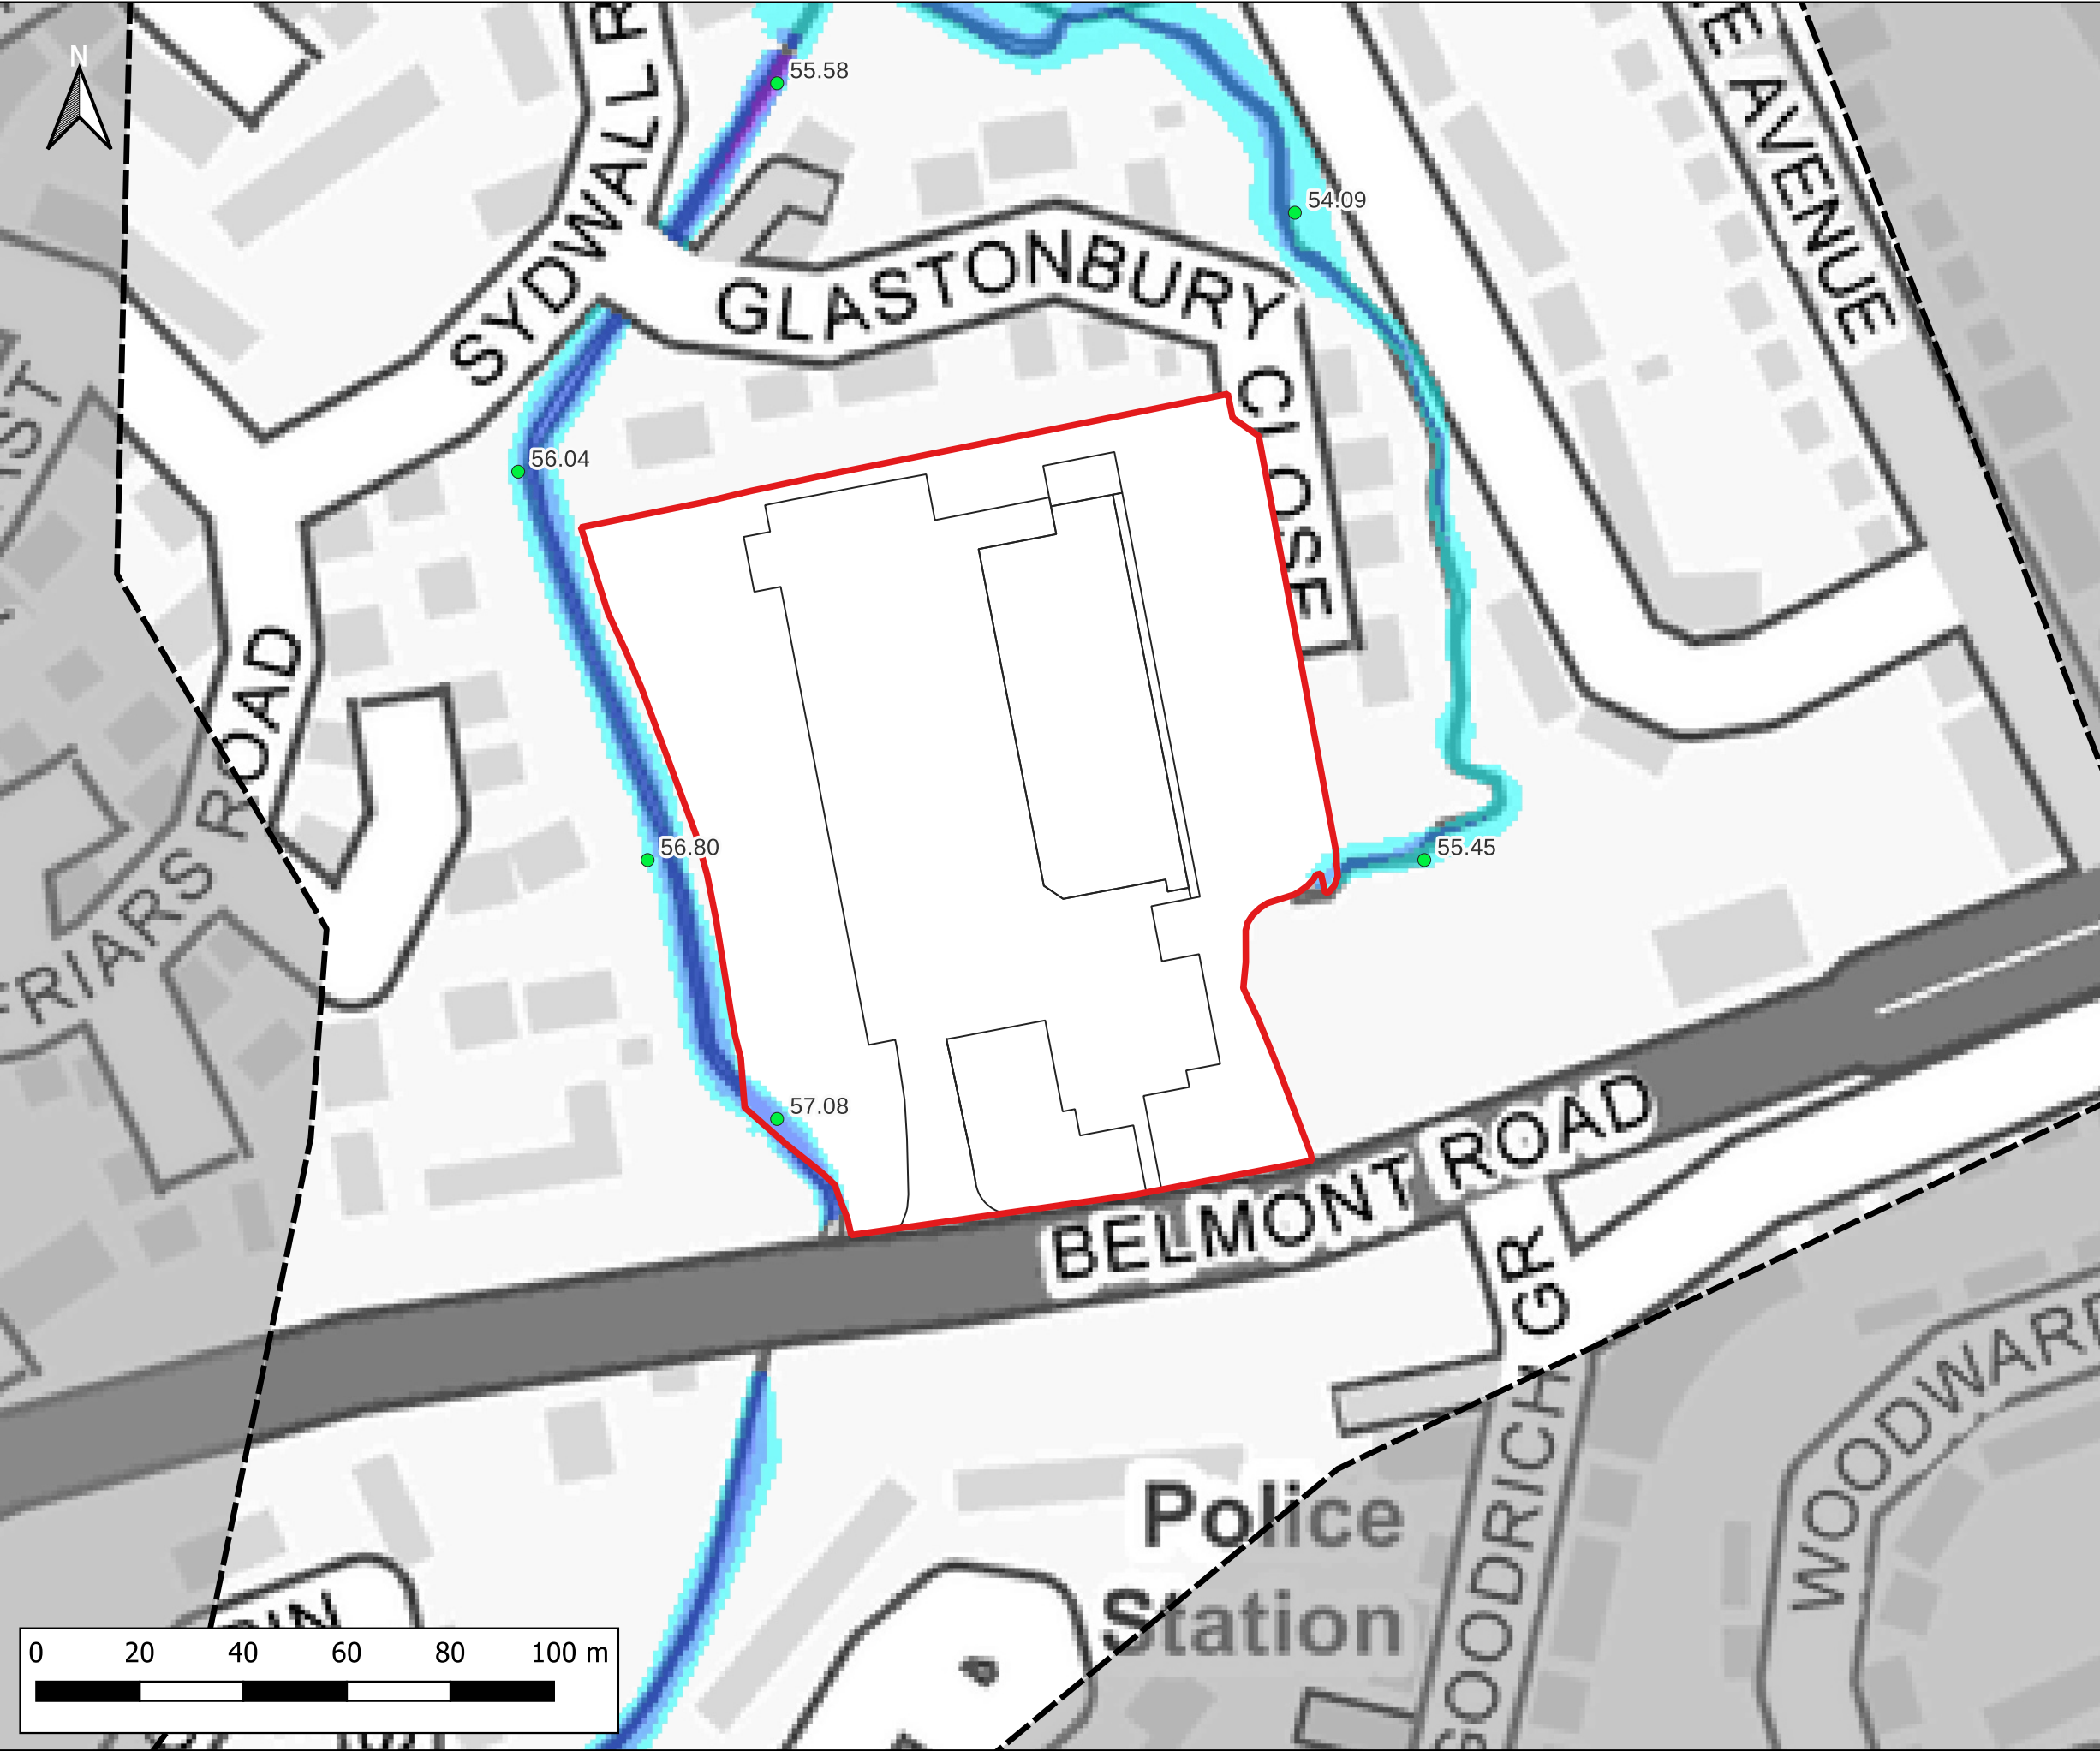 N
55.58
SYDWALL R
E AVENUE
54.09
GLASTONBURY
CLOSE
56.04
56.80
55.45
FRIARS ROAD
57.08
BELMONT ROAD
GR
GOODRICH
WOODWARD
Police
Station
0 20 40 60 80 100 m